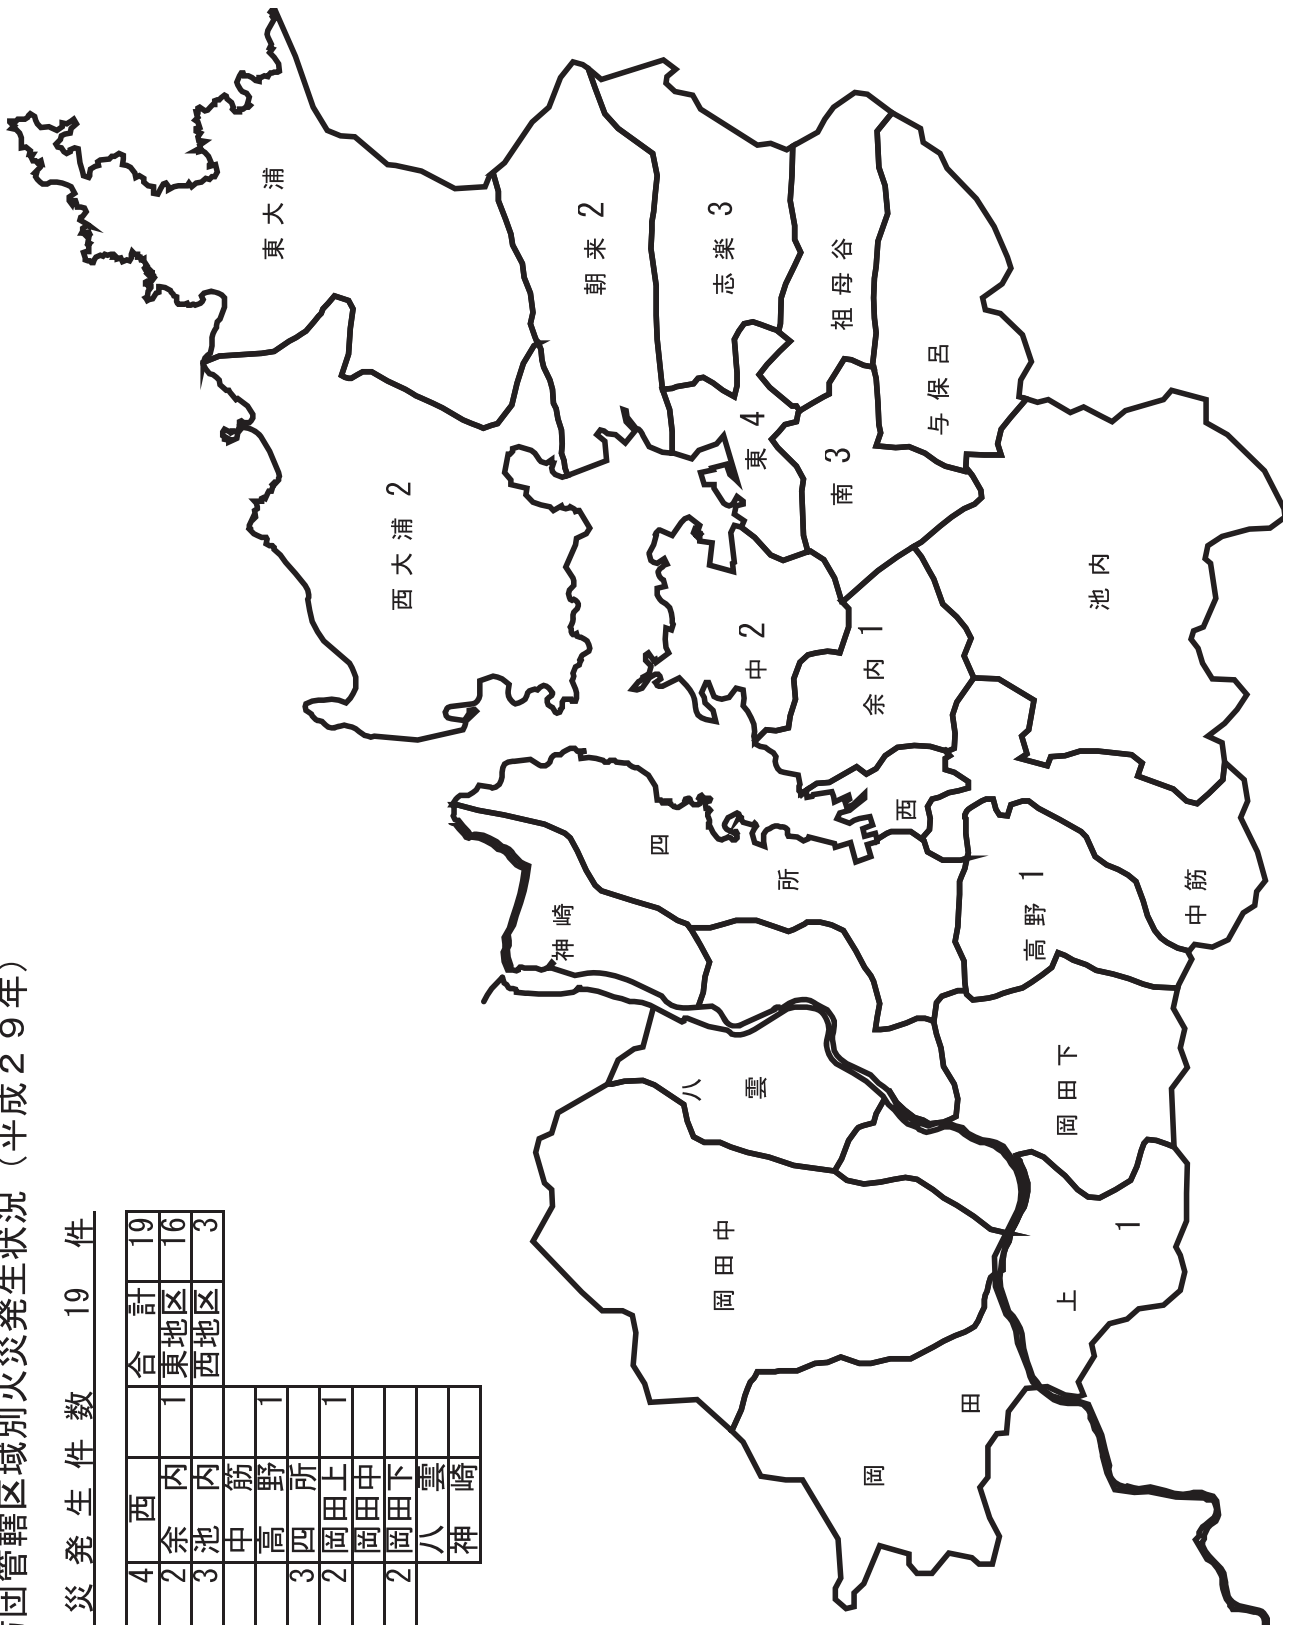 団管轄区域別火災発生状況（平成２９年）
災 発 生 件 数 19 件
4 西 合 計 19
2 余 内 1 東地区 16
3 池 内 西地区 3
中 筋
高 野 1
3 四 所
2 岡田上 1
岡田中
2 岡田下
八 雲
神 崎
東大浦
西大浦 2
朝来 2
志楽 3
祖母谷
与保呂
東 4
南 3
中 2
余内 1
池内
西
四所
神崎
高野 1
中筋
八雲
岡田下
岡田中
岡田上 1